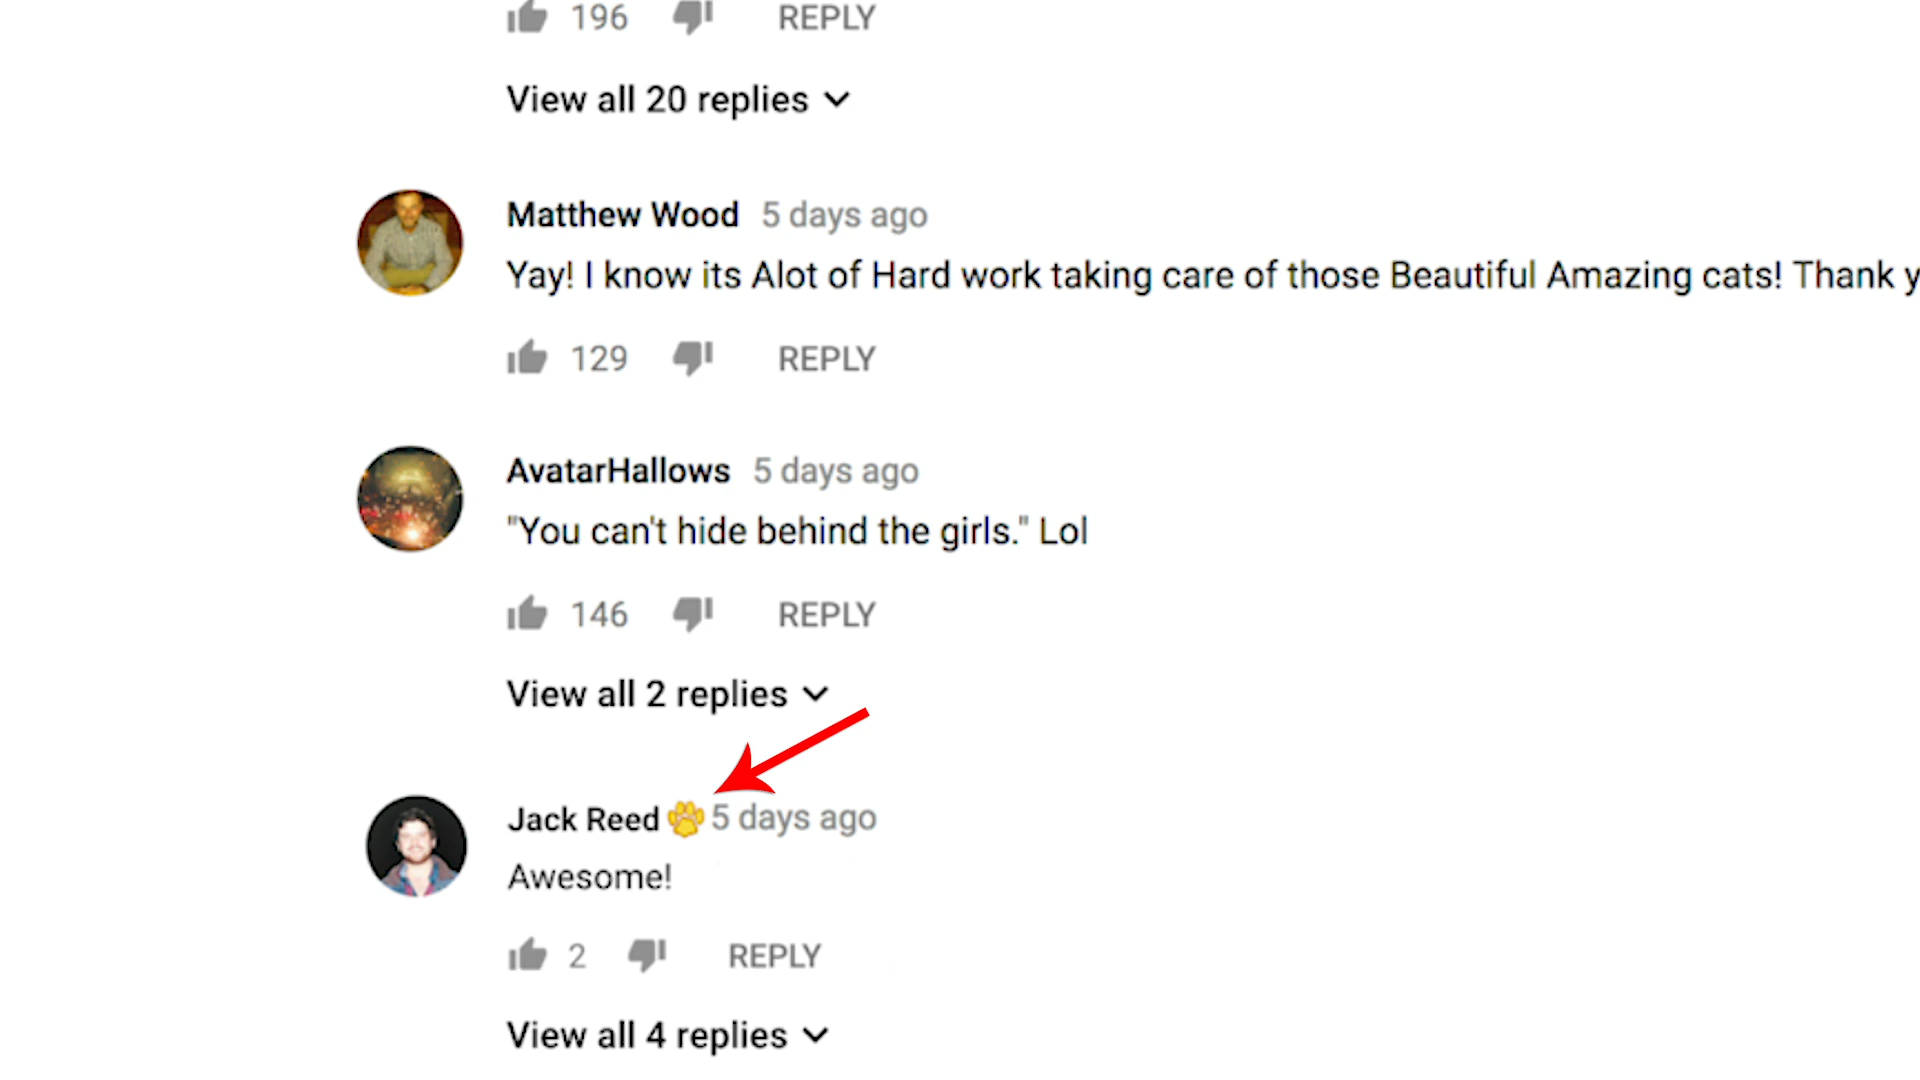 196 REPLY
View all 20 replies
Matthew Wood 5 days ago
Yay! I know its Alot of Hard work taking care of those Beautiful Amazing cats! Thank y
129 REPLY
AvatarHallows 5 days ago
"You can't hide behind the girls." Lol
146 REPLY
View all 2 replies
Jack Reed 5 days ago
Awesome!
2 REPLY
View all 4 replies